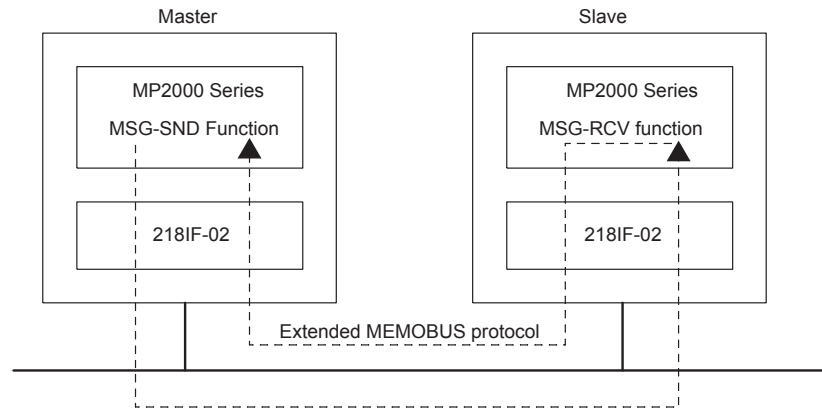 Master
Slave
MP2000 Series
MSG-SND Function
MP2000 Series
MSG-RCV function
218IF-02
218IF-02
Extended MEMOBUS protocol